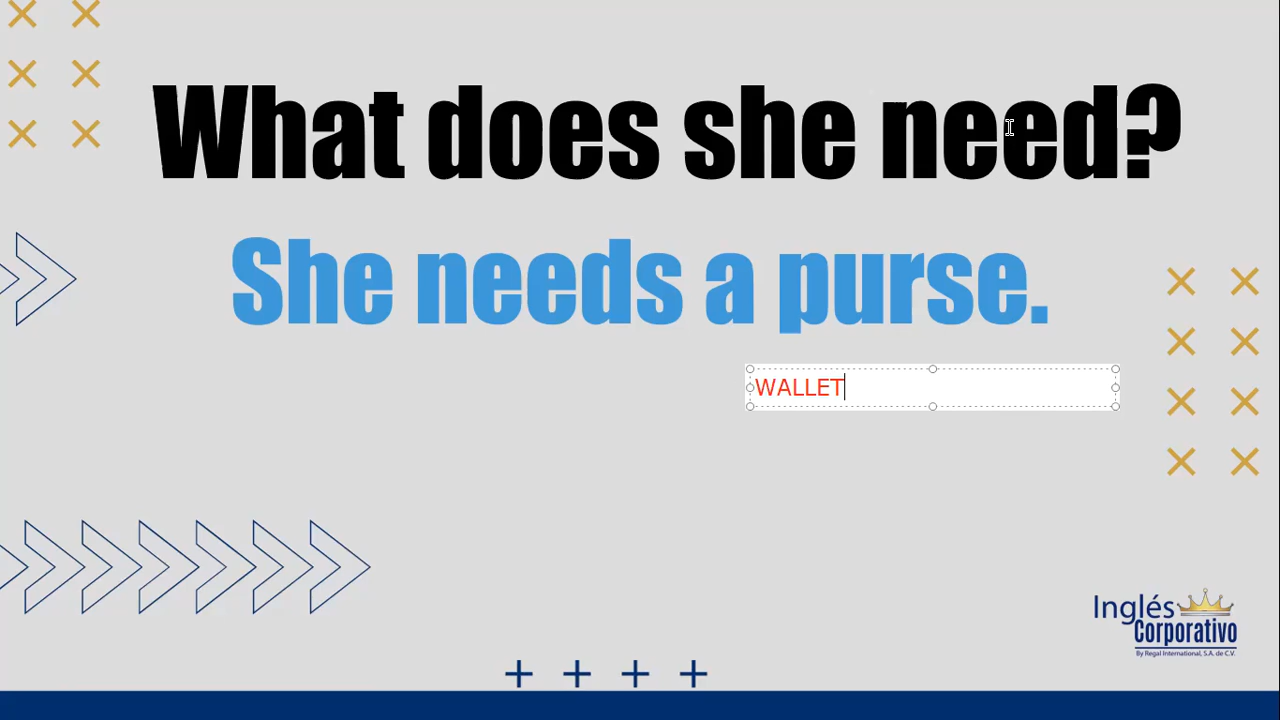 What does she need?
She needs a purse.
WALLET
Inglés
Corporativo
By Regal International, S.A. de C.V.